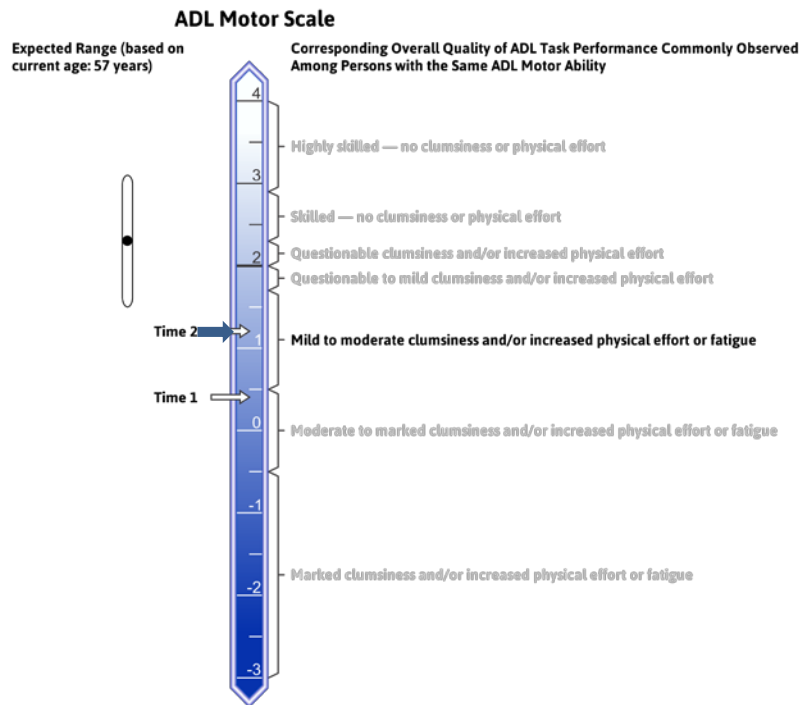 ADL Motor Scale
Expected Range (based on
current age: 57 years)
Corresponding Overall Quality of ADL Task Performance Commonly Observed
Among Persons with the Same ADL Motor Ability
4
Highly skilled — no clumsiness or physical effort
3
Skilled — no clumsiness or physical effort
Questionable clumsiness and/or increased physical effort
2
Questionable to mild clumsiness and/or increased physical effort
Time 2
1
Mild to moderate clumsiness and/or increased physical effort or fatigue
Time 1
0
Moderate to marked clumsiness and/or increased physical effort or fatigue
-1
Marked clumsiness and/or increased physical effort or fatigue
-2
-3